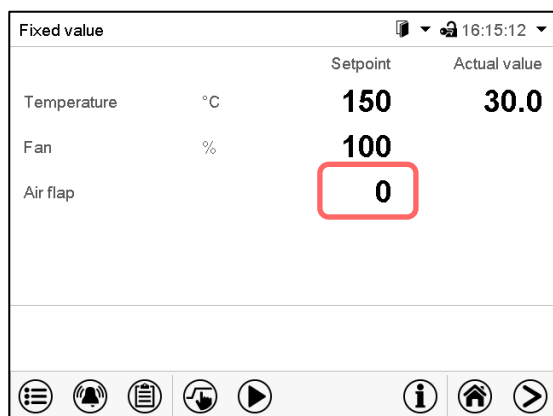 Fixed value 16:15:12
Setpoint Actual value
Temperature °C 150 30.0
Fan % 100
Air flap 0